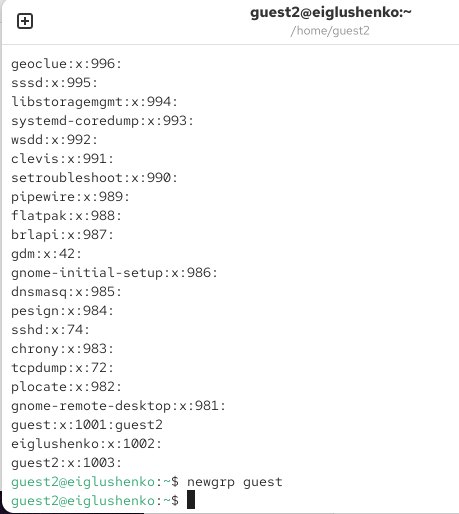 guest2@eiglushenko:~
/home/guest2
geoclue:x:996:
sssd:x:995:
libstoragemgmt:x:994:
systemd-coredump:x:993:
wsdd:x:992:
clevis:x:991:
setroubleshoot:x:990:
pipewire:x:989:
flatpak:x:988:
brlapi:x:987:
gdm:x:42:
gnome-initial-setup:x:986:
dnsmasq:x:985:
pesign:x:984:
sshd:x:74:
chrony:x:983:
tcpdump:x:72:
plocate:x:982:
gnome-remote-desktop:x:981:
guest:x:1001:guest2
eiglushenko:x:1002:
guest2:x:1003:
guest2@eiglushenko:~$ newgrp guest
guest2@eiglushenko:~$